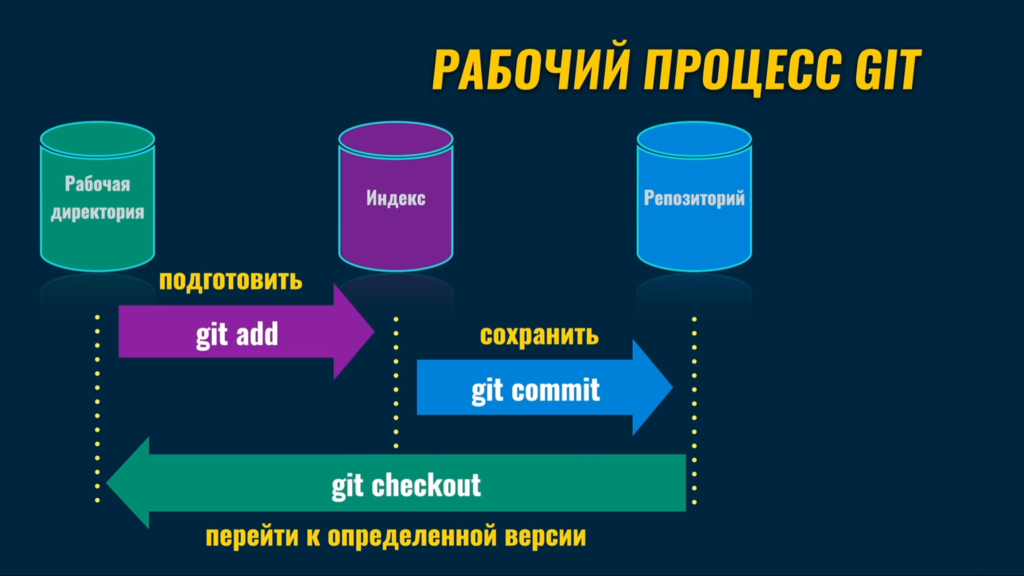 РАБОЧИЙ ПРОЦЕСС GIT
Рабочая
директория
Индекс
Репозиторий
подготовить
git add
сохранить
git commit
git checkout
перейти к определенной версии